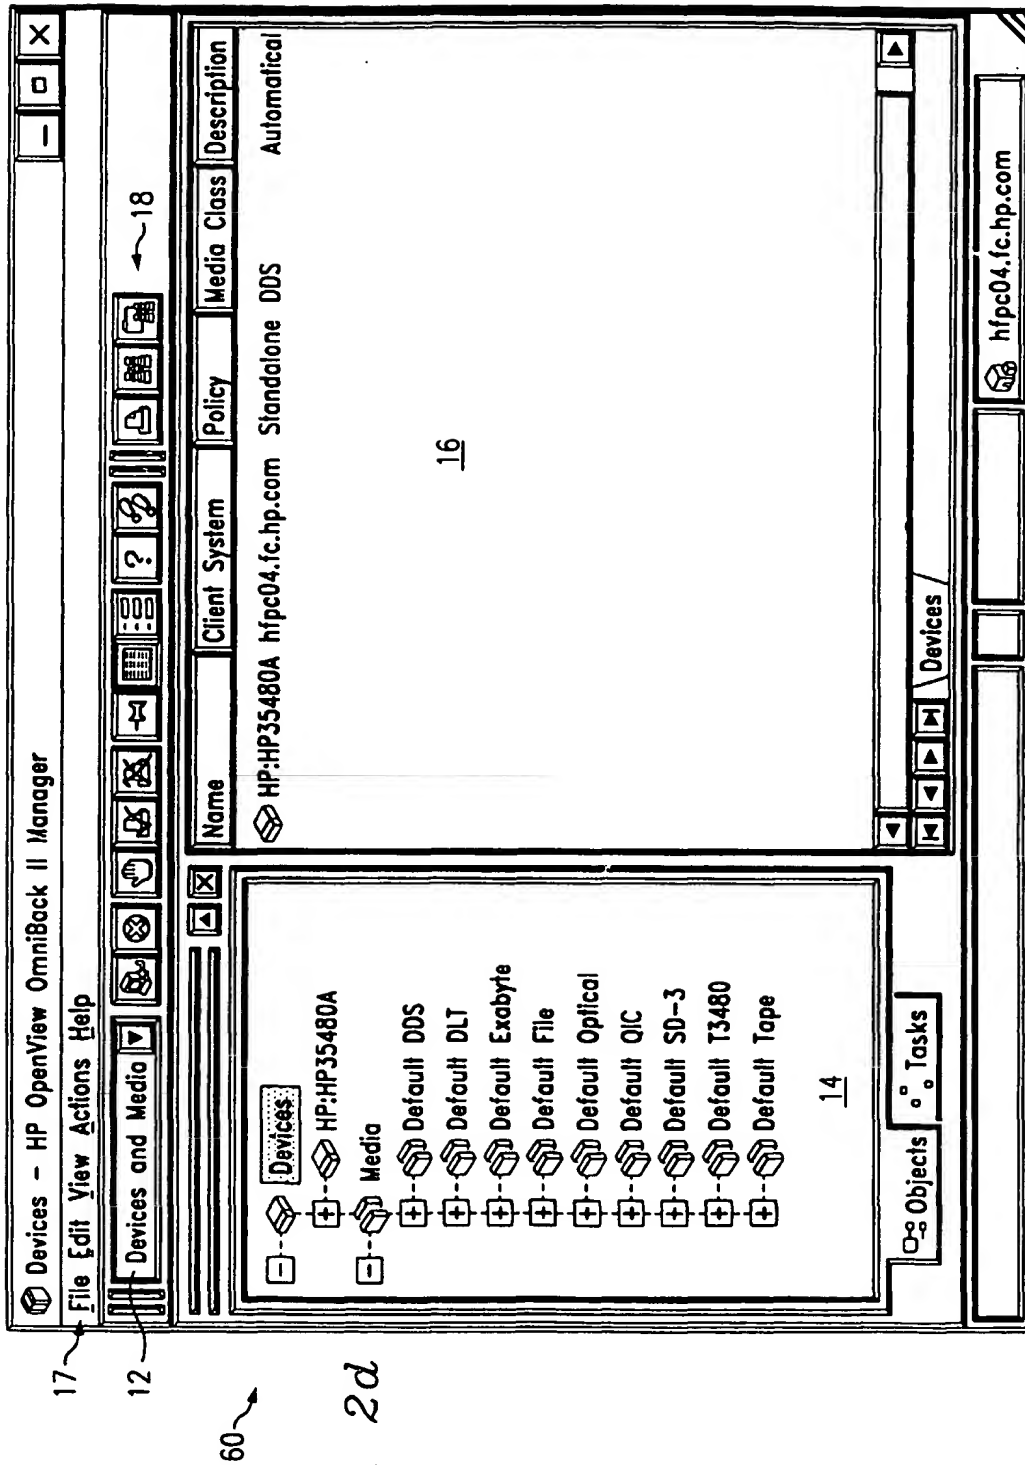 Devices – HP OpenView OmniBack II Manager
17
File Edit View Actions Help
12
Devices and Media
?
18
60
2d
Devices
HP:HP35480A
Media
Default DDS
Default DLT
Default Exabyte
Default File
Default Optical
Default QIC
Default SD-3
Default T3480
Default Tape
14
Objects
Tasks
Name Client System Policy Media Class Description
HP:HP35480A hfpc04.fc.hp.com Standalone DDS Automatical
16
Devices
hfpc04.fc.hp.com